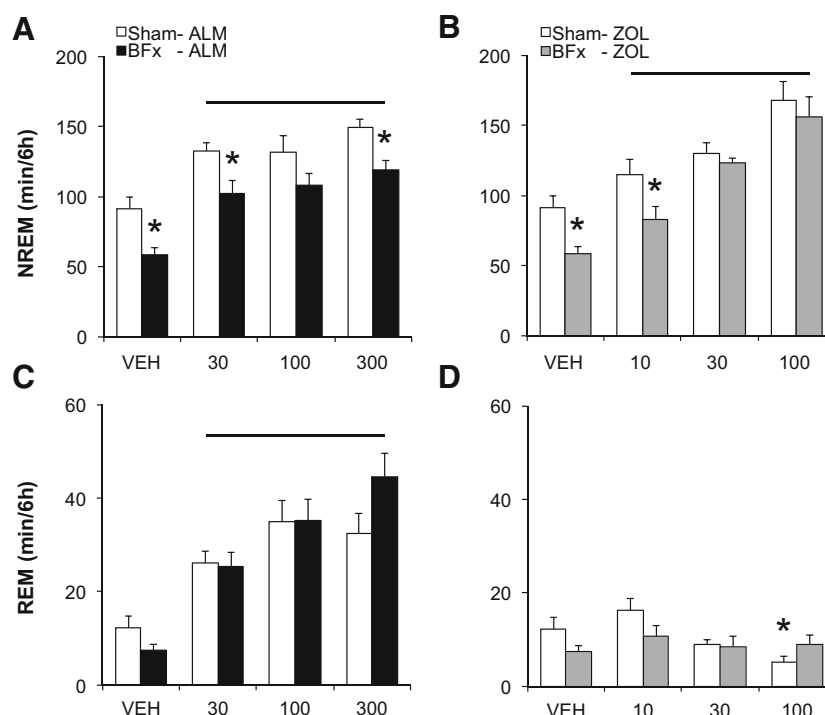 A
Sham- ALM
BFx - ALM
NREM (min/6h)
200
150
100
50
0
*
*
*
VEH 30 100 300
B
Sham- ZOL
BFx - ZOL
200
150
100
50
0
*
*
VEH 10 30 100
C
REM (min/6h)
60
40
20
0
VEH 30 100 300
D
60
40
20
0
*
VEH 10 30 100